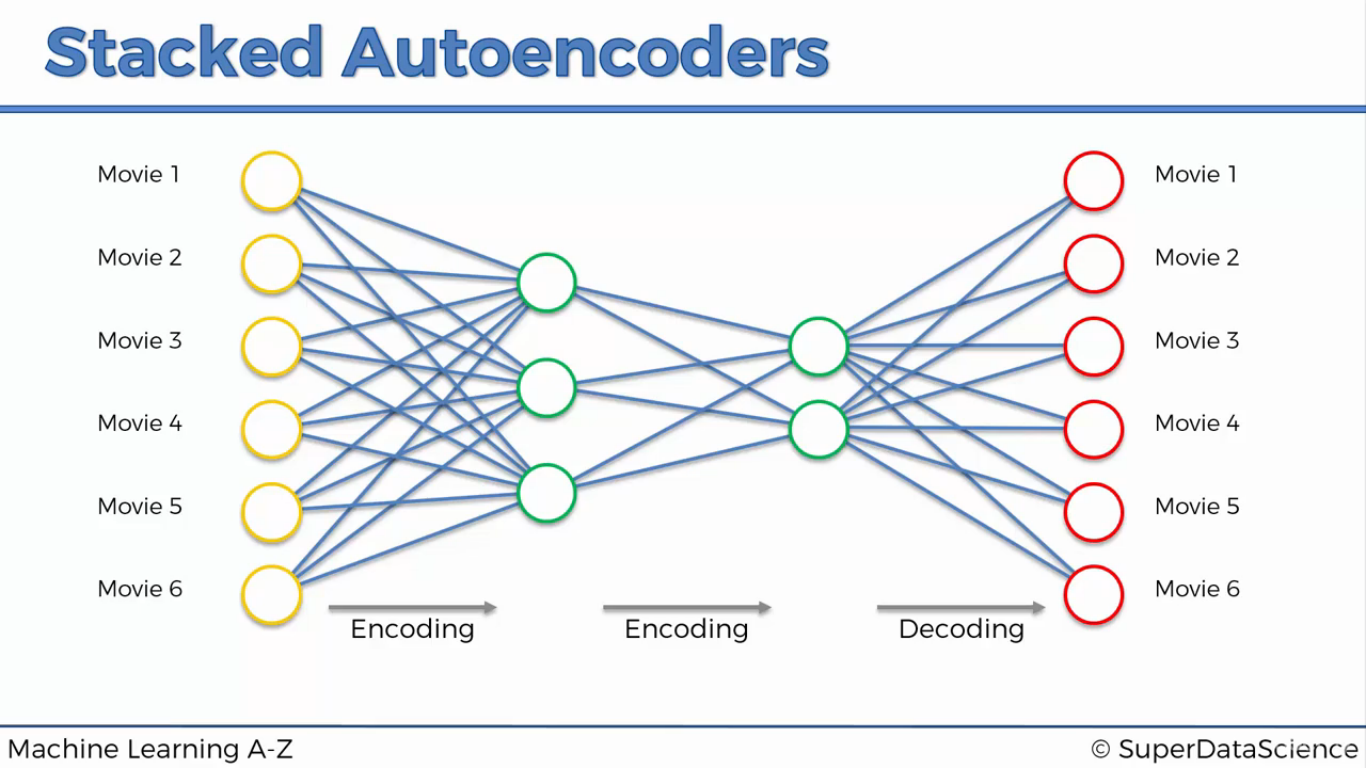 Stacked Autoencoders
Movie 1
Movie 2
Movie 3
Movie 4
Movie 5
Movie 6
Movie 1
Movie 2
Movie 3
Movie 4
Movie 5
Movie 6
Encoding
Encoding
Decoding
Machine Learning A-Z
© SuperDataScience